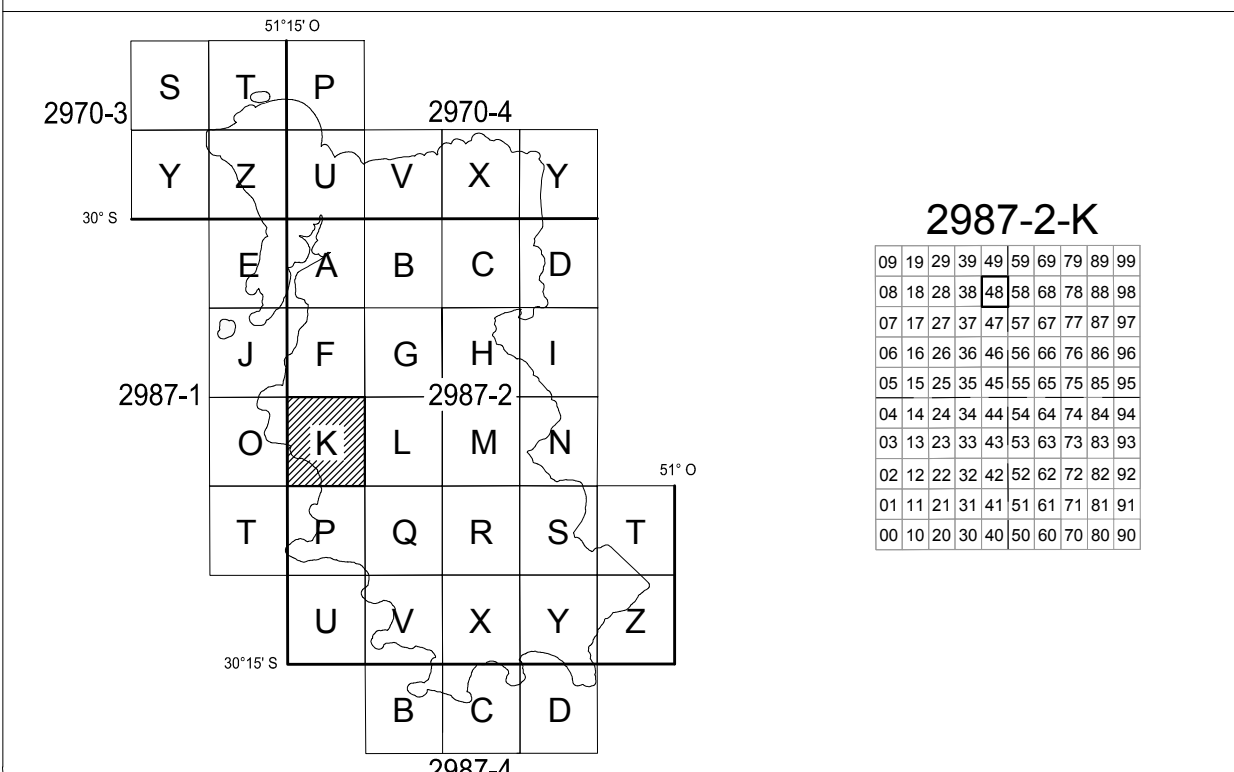 51°15' O
S T P
2970-3
2970-4
Y Z U V X Y
30° S
E A B C D
J F G H I
2987-1
2987-2
O K L M N
51° O
T P Q R S T
U V X Y Z
30°15' S
B C D
2987-4
2987-2-K
09 19 29 39 49 59 69 79 89 99
08 18 28 38 48 58 68 78 88 98
07 17 27 37 47 57 67 77 87 97
06 16 26 36 46 56 66 76 86 96
05 15 25 35 45 55 65 75 85 95
04 14 24 34 44 54 64 74 84 94
03 13 23 33 43 53 63 73 83 93
02 12 22 32 42 52 62 72 82 92
01 11 21 31 41 51 61 71 81 91
00 10 20 30 40 50 60 70 80 90